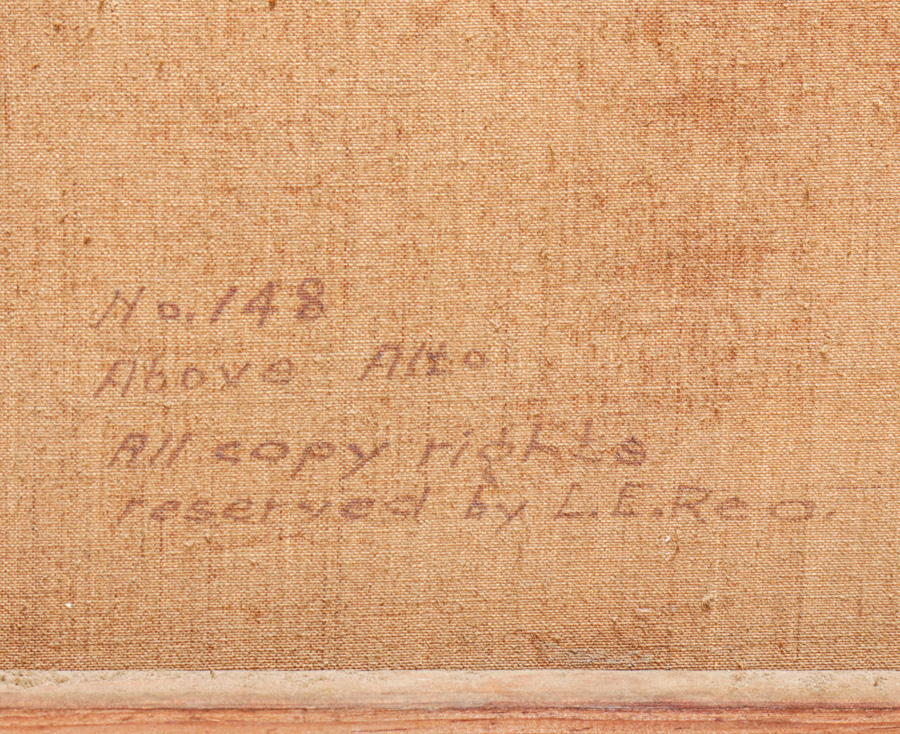 No. 148
Above Alto
All copy rights
reserved by L.E. Reo.